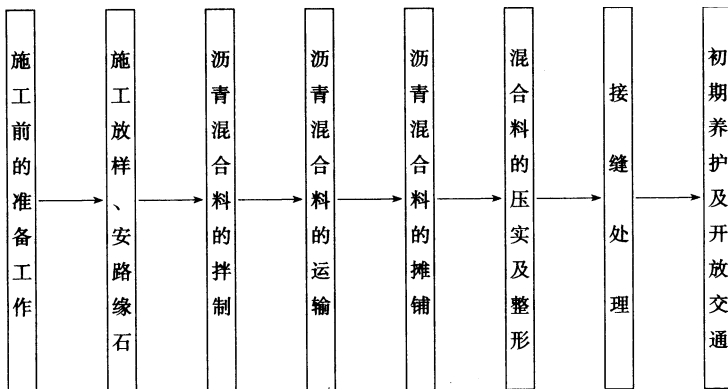 施工前的准备工作
施工放样、安路缘石
沥青混合料的拌制
沥青混合料的运输
沥青混合料的摊铺
混合料的压实及整形
接缝处理
初期养护及开放交通